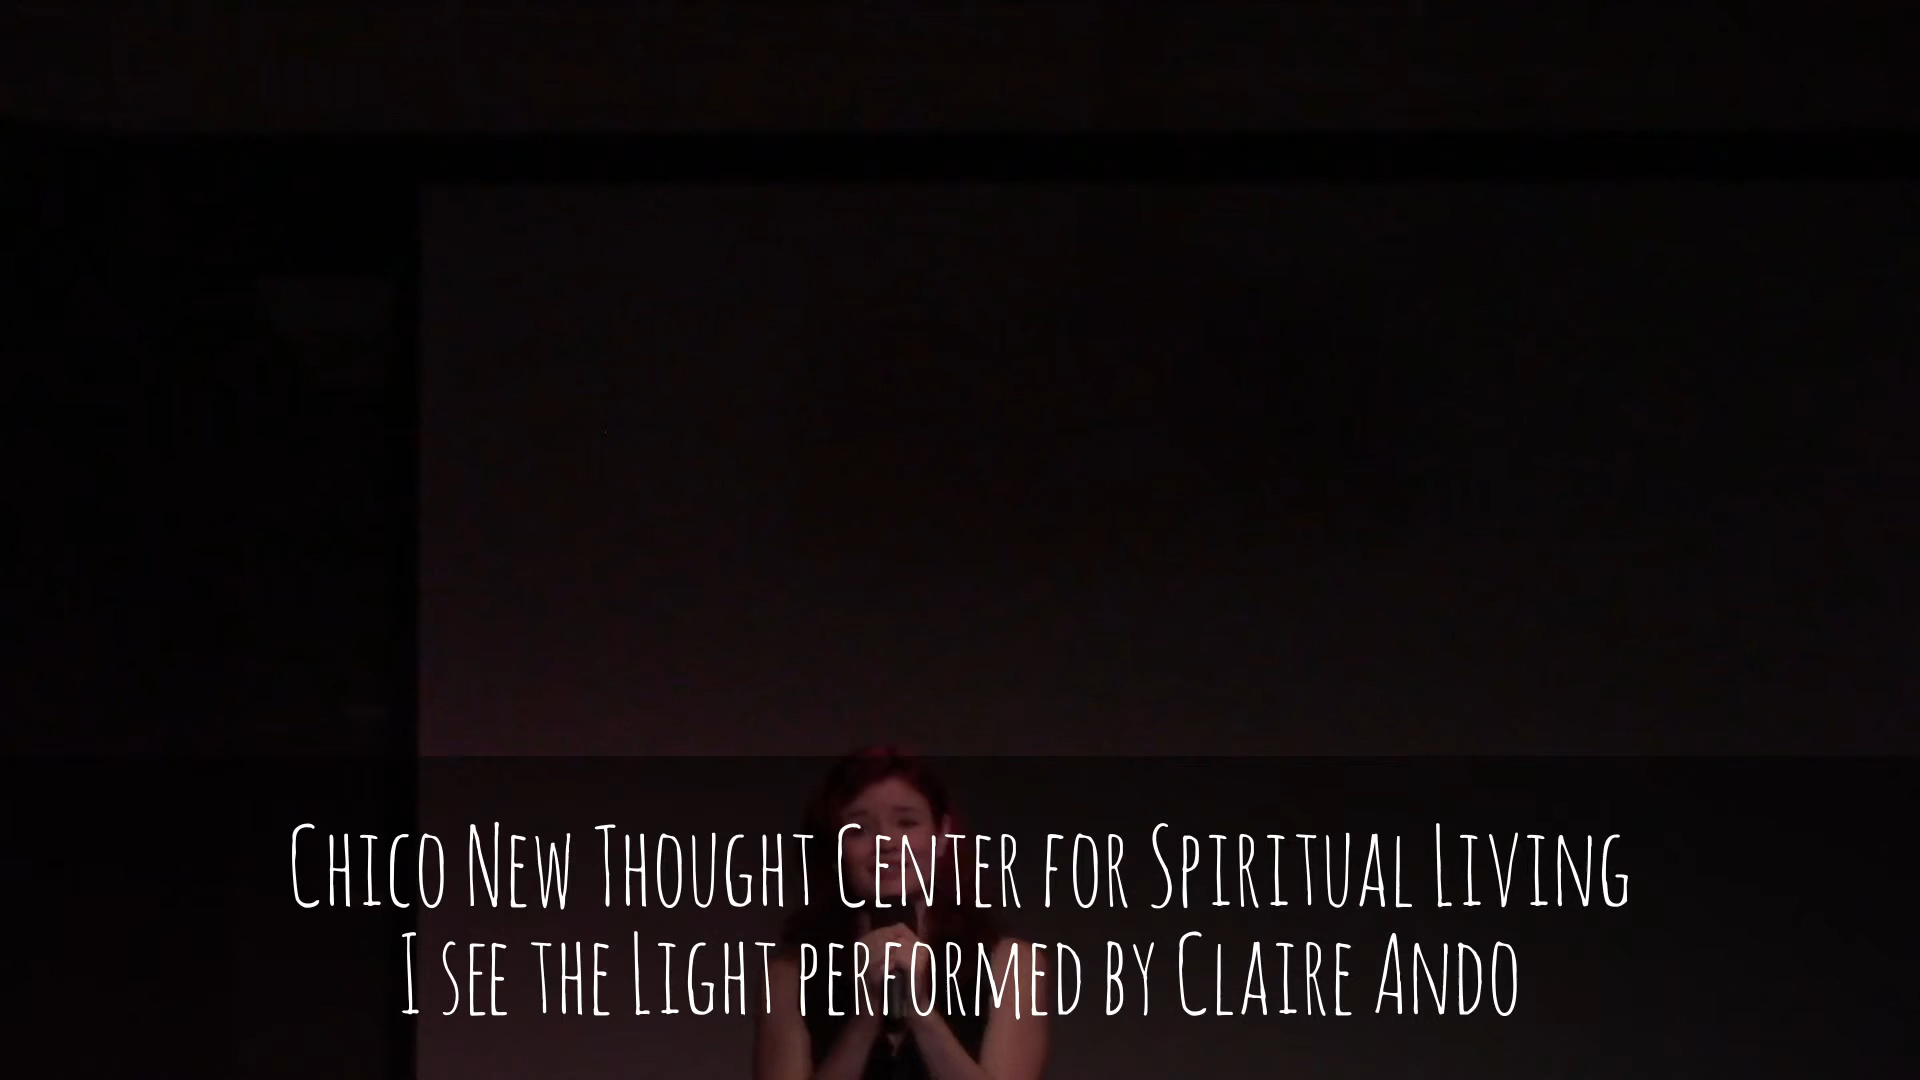 Chico New Thought Center for Spiritual Living
I see the Light performed by Claire Ando